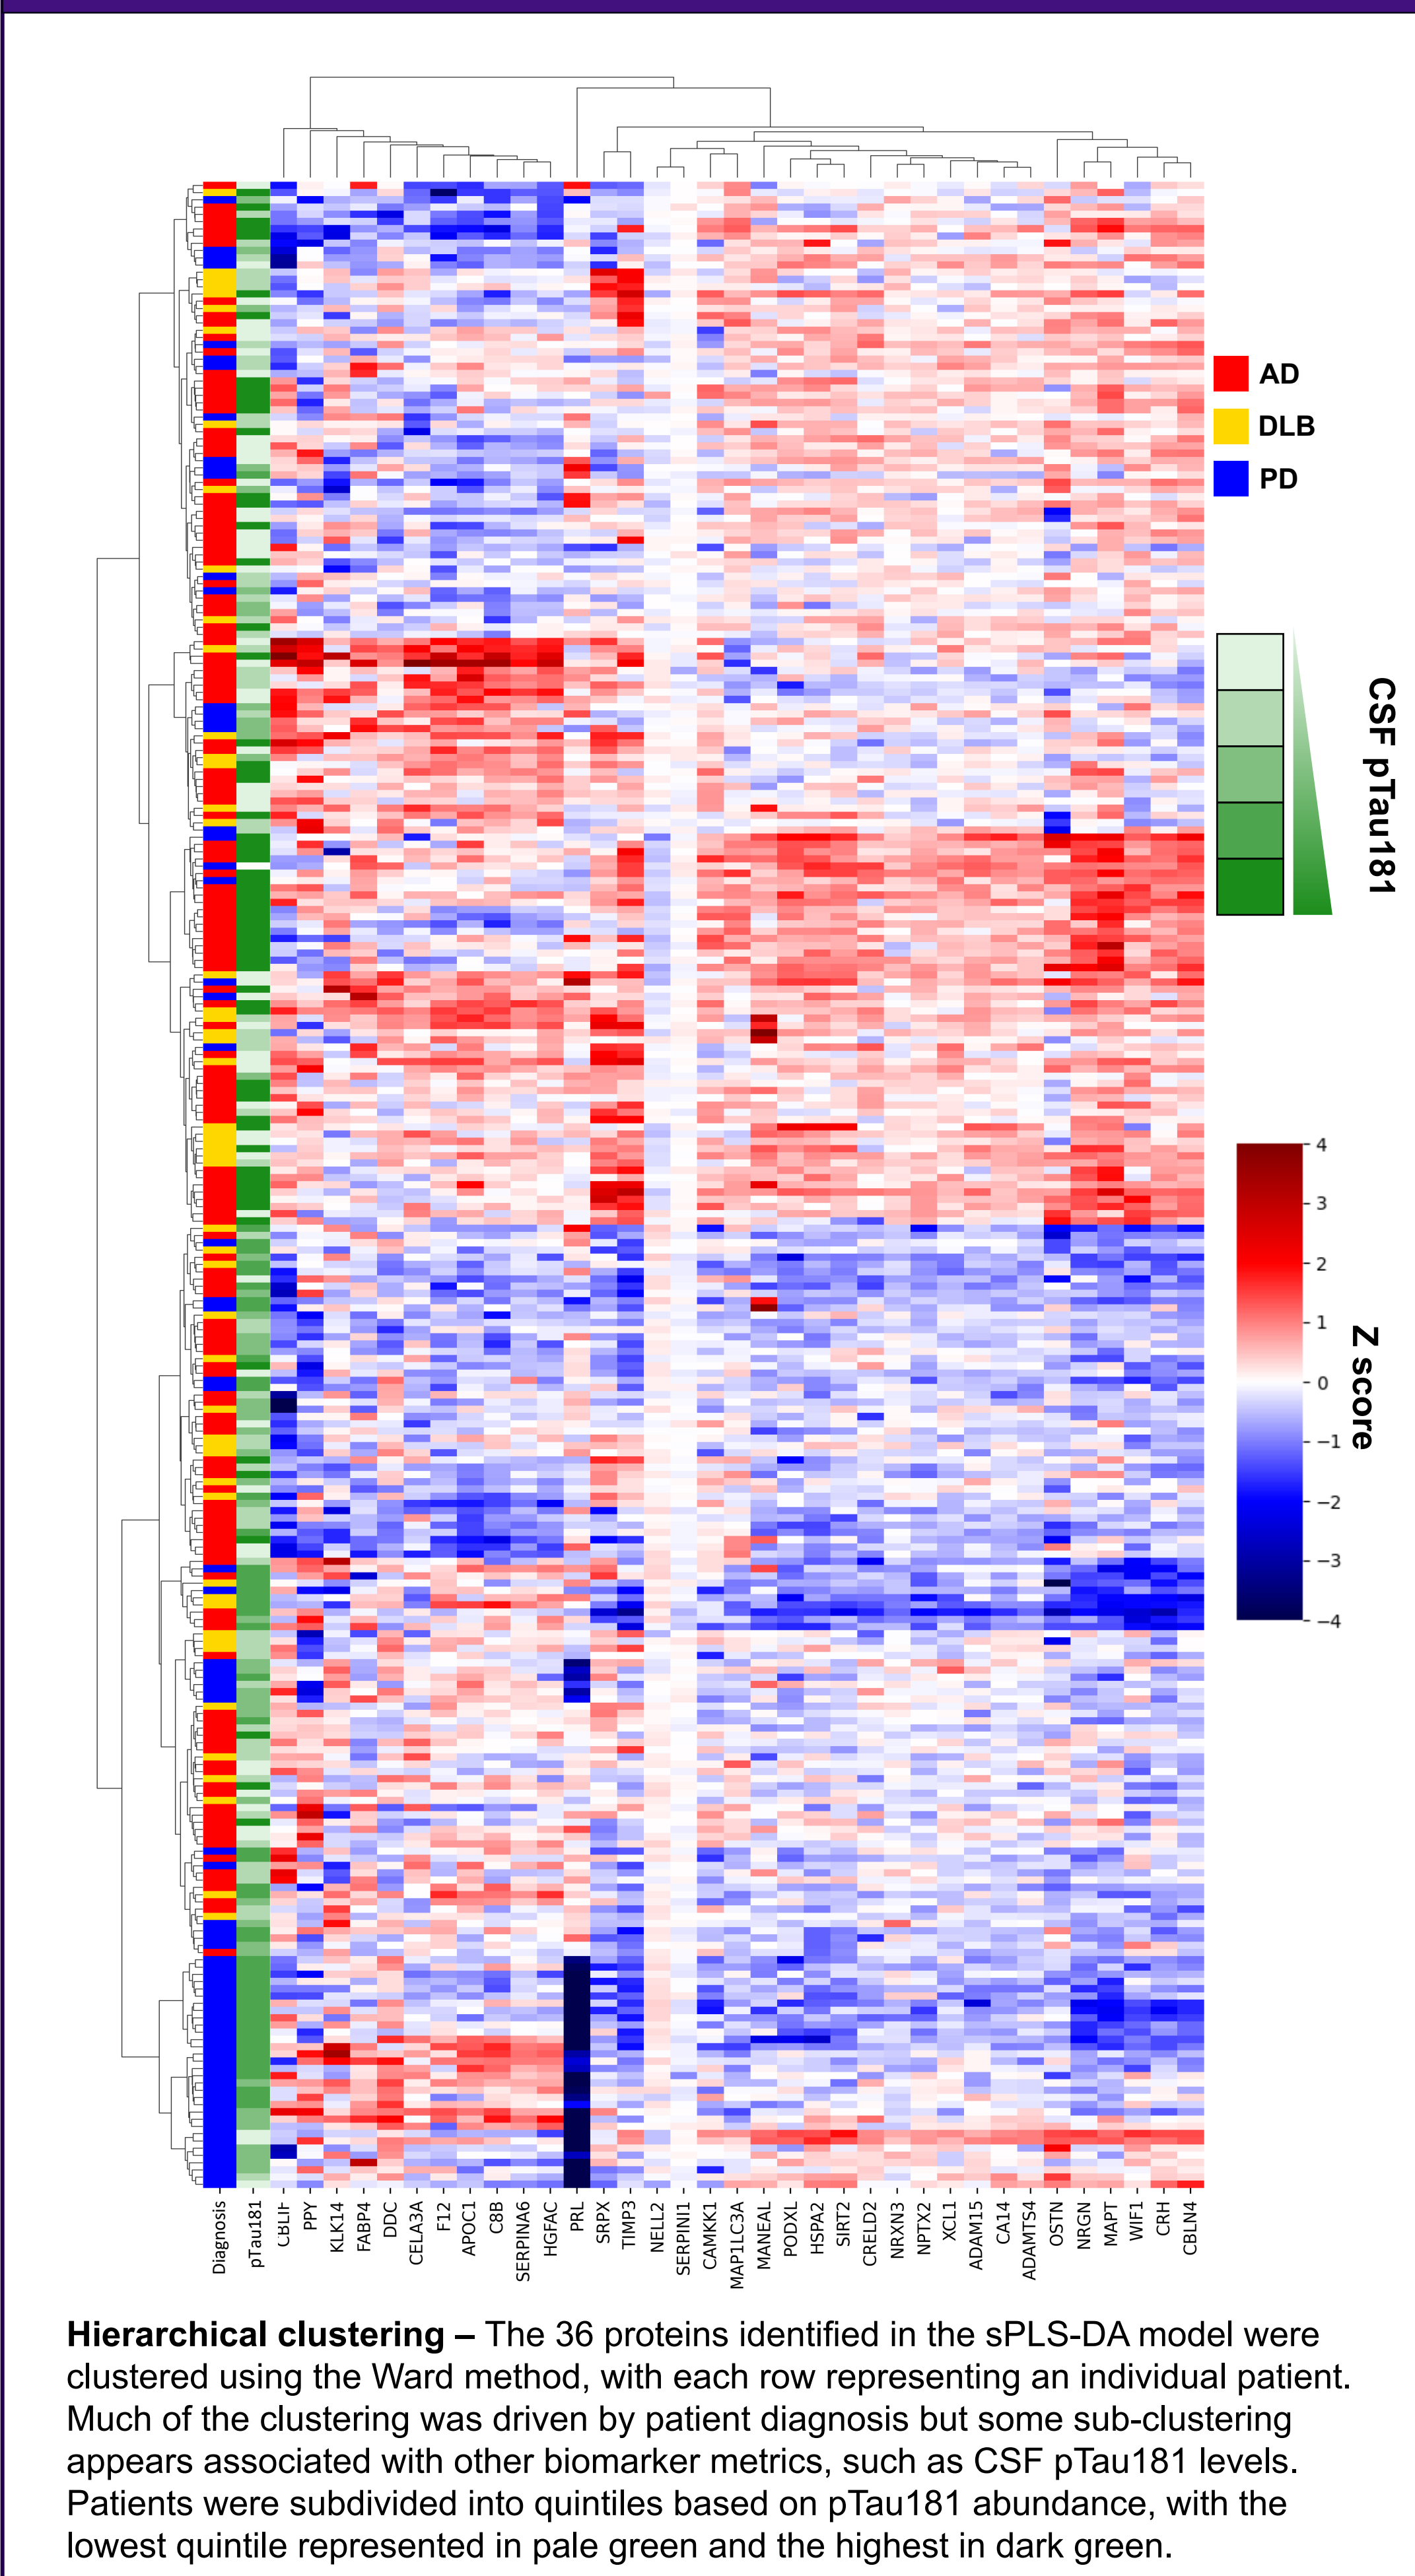 AD
DLB
PD
CSF pTau181
4
3
2
1
0
−1
−2
−3
−4
Z score
Diagnosis
pTau181
CBLIF
PPY
KLK14
FABP4
DDC
CELA3A
F12
APOC1
C8B
SERPINA6
HGFAC
PRL
SRPX
TIMP3
NELL2
SERPINI1
CAMKK1
MAP1LC3A
MANEAL
PODXL
HSPA2
SIRT2
CRELD2
NRXN3
NPTX2
XCL1
ADAM15
CA14
ADAMTS4
OSTN
NRGN
MAPT
WIF1
CRH
CBLN4
Hierarchical clustering – The 36 proteins identified in the sPLS-DA model were
clustered using the Ward method, with each row representing an individual patient.
Much of the clustering was driven by patient diagnosis but some sub-clustering
appears associated with other biomarker metrics, such as CSF pTau181 levels.
Patients were subdivided into quintiles based on pTau181 abundance, with the
lowest quintile represented in pale green and the highest in dark green.